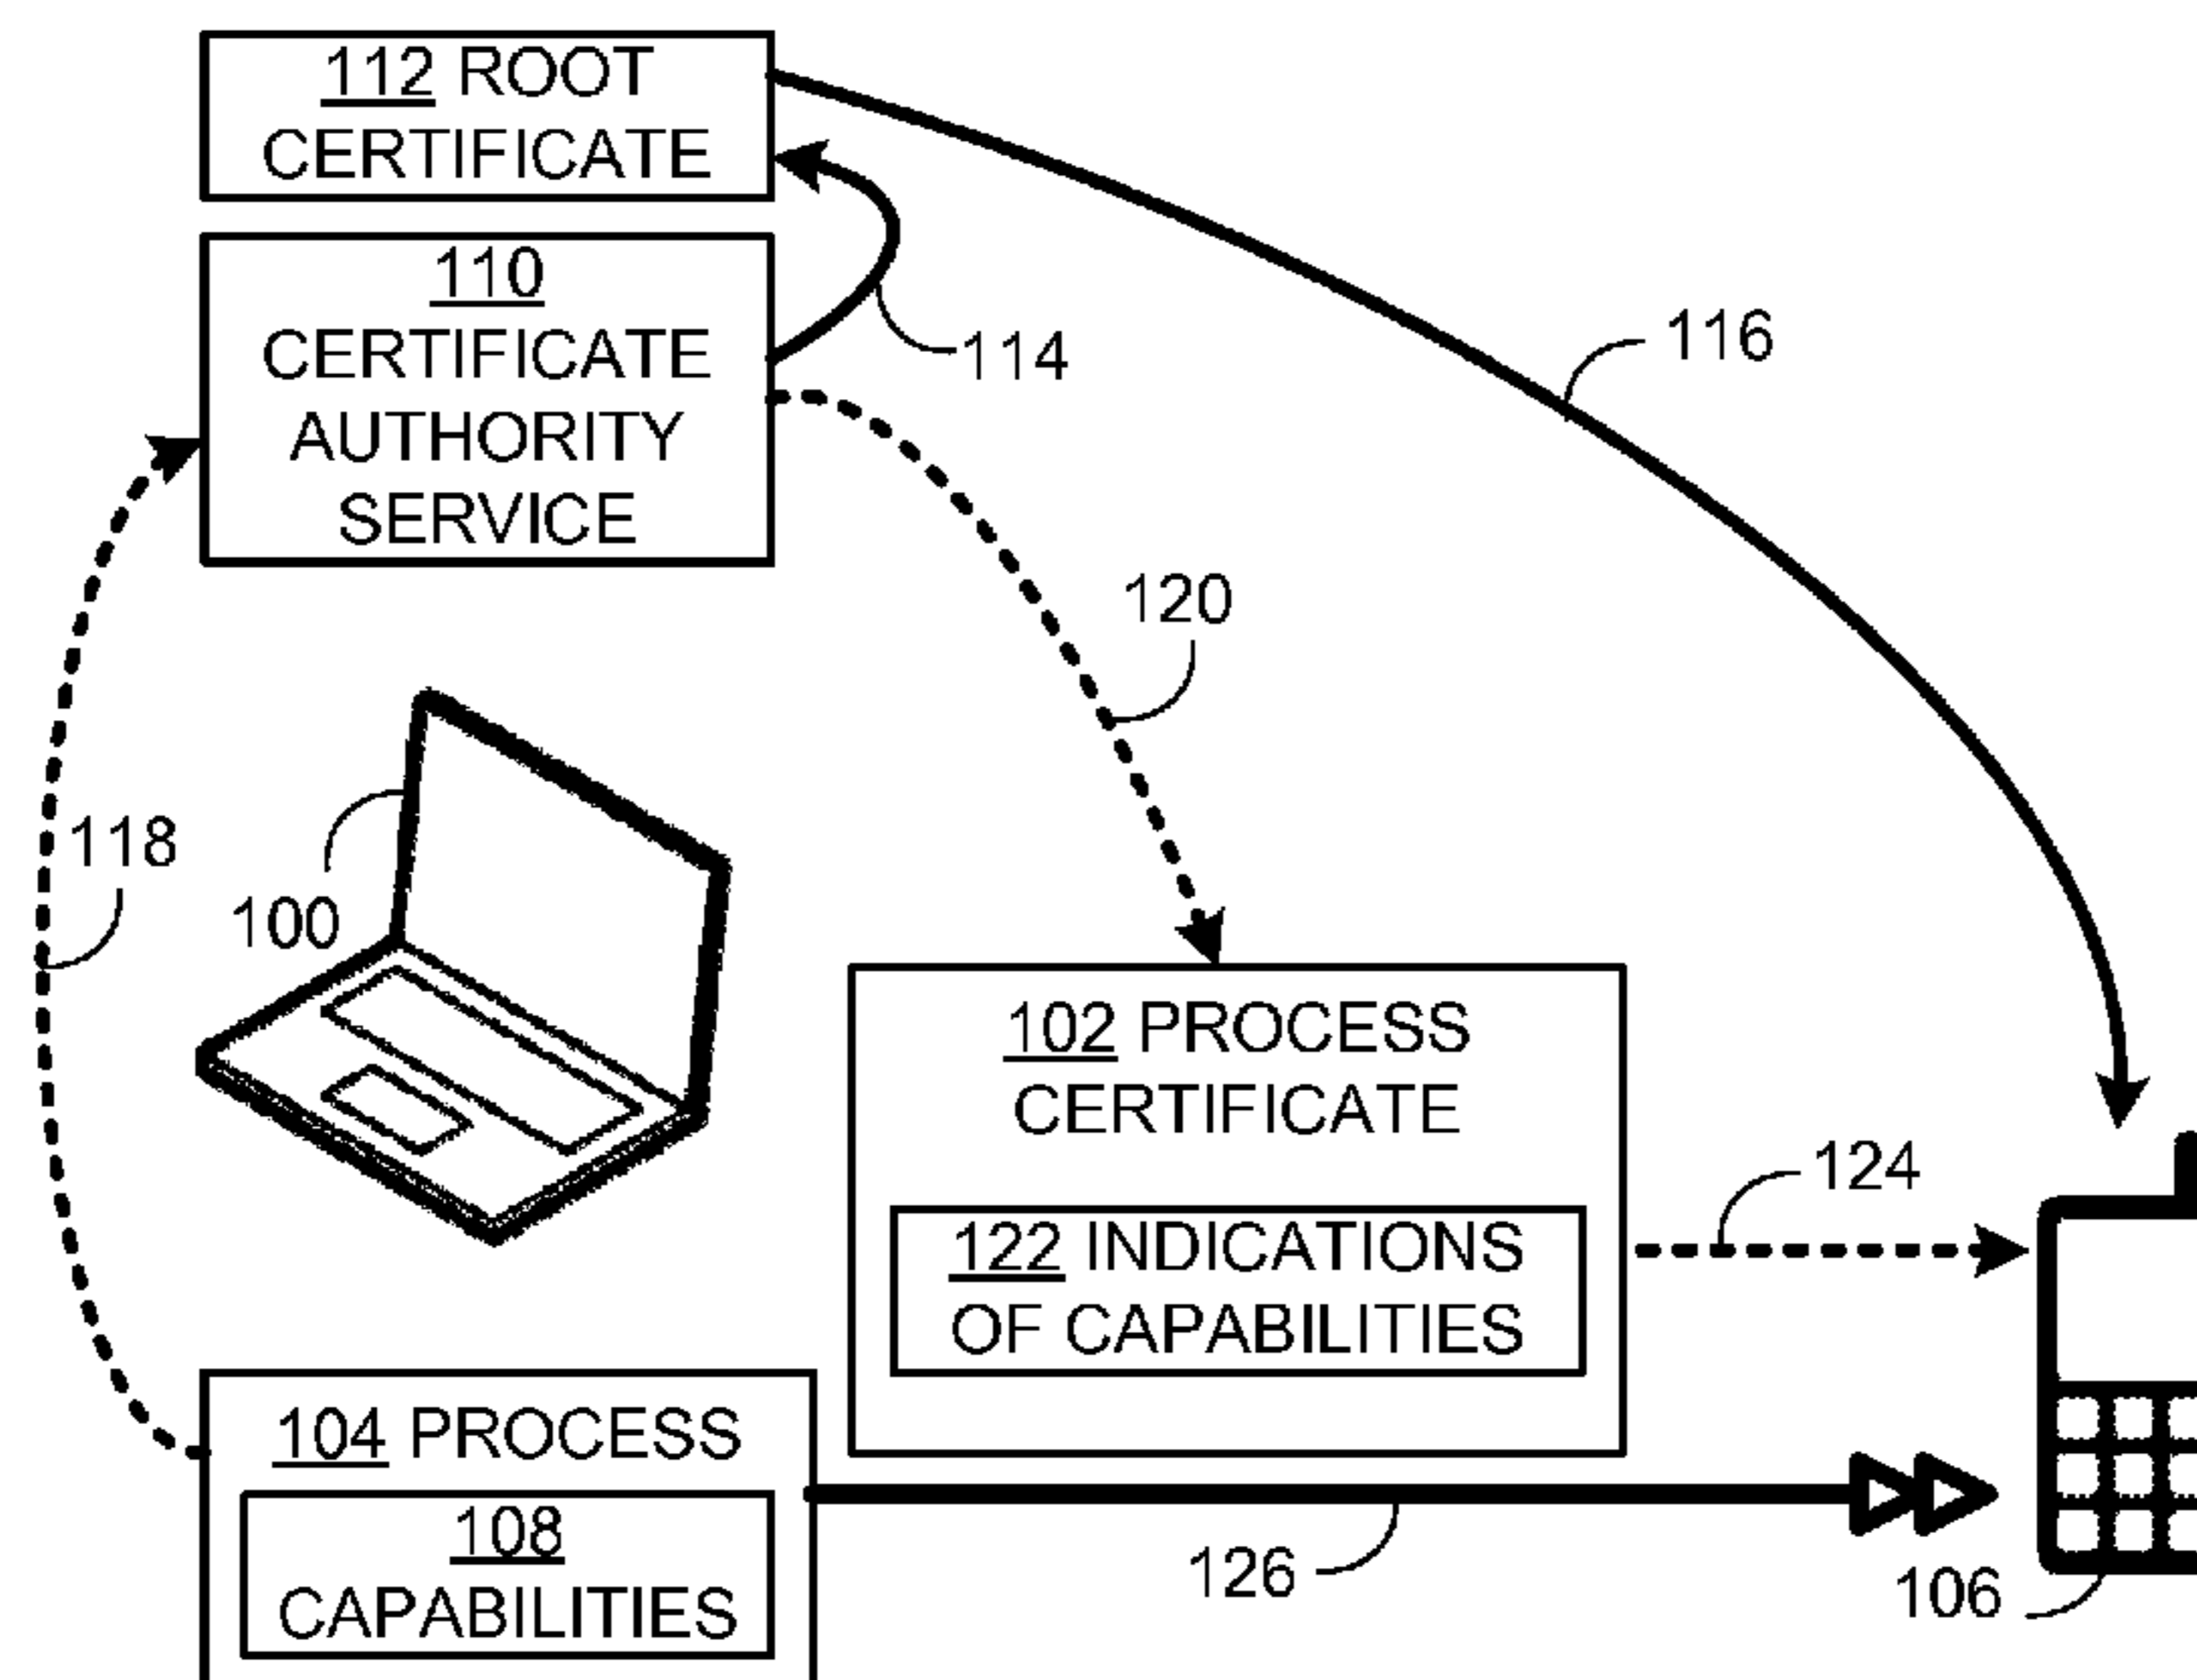 112 ROOT
CERTIFICATE
110
CERTIFICATE
AUTHORITY
SERVICE
114
116
120
118
100
102 PROCESS
CERTIFICATE
124
122 INDICATIONS
OF CAPABILITIES
104 PROCESS
108
CAPABILITIES
126
106